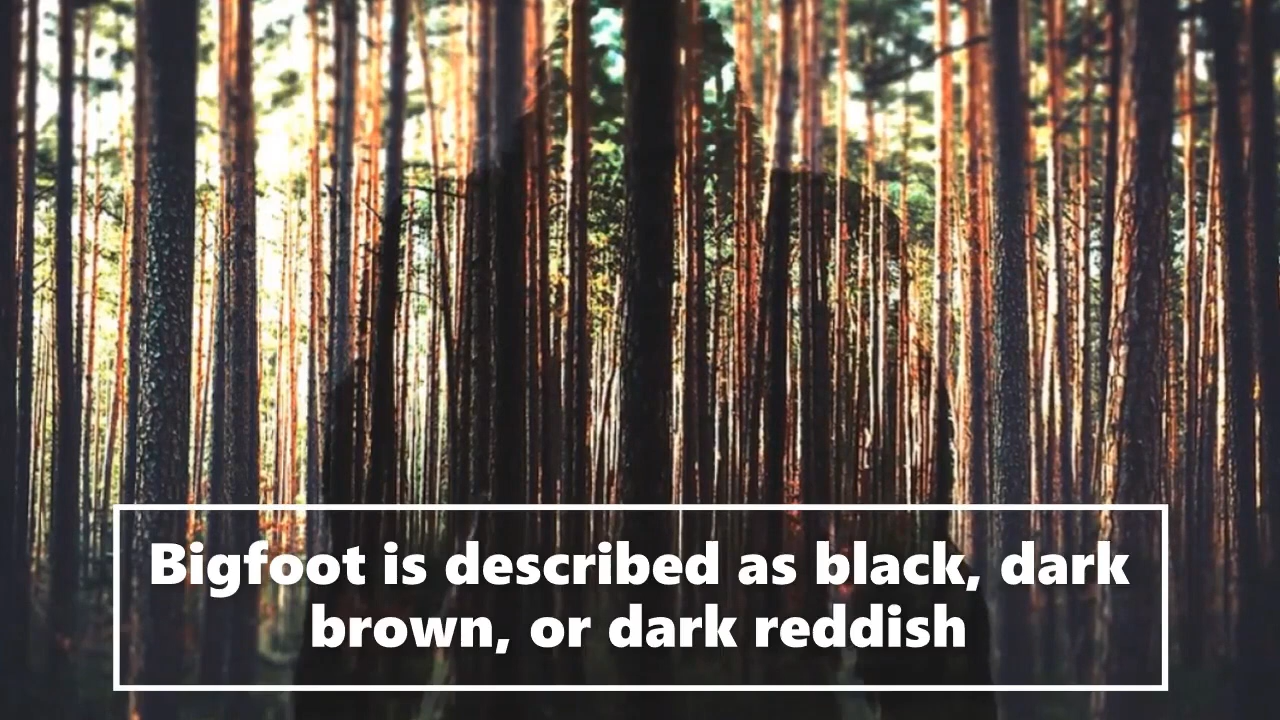 Bigfoot is described as black, dark
brown, or dark reddish